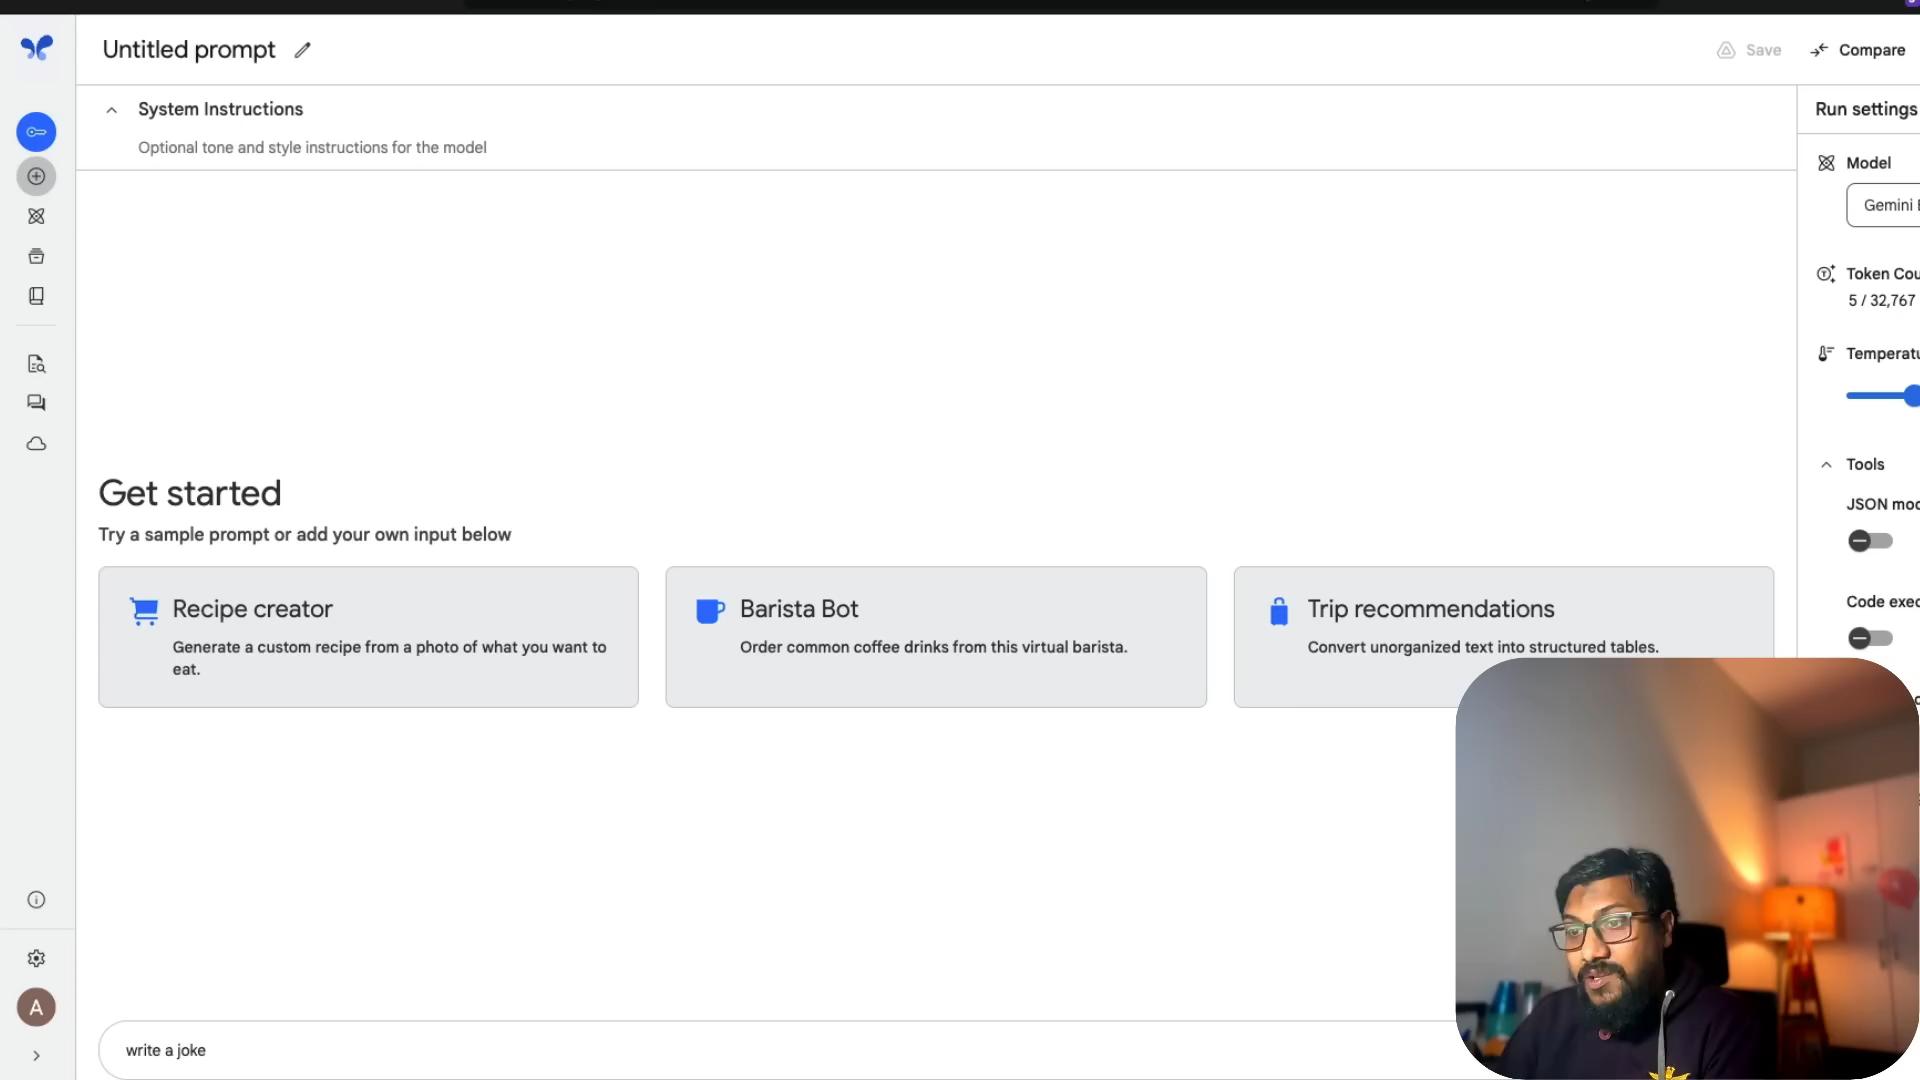 Untitled prompt
Save
Compare
System Instructions
Optional tone and style instructions for the model
Run settings
Model
Gemini
Token Cou
5 / 32,767
Temperatu
Tools
JSON mod
Code exec
Get started
Try a sample prompt or add your own input below
Recipe creator
Generate a custom recipe from a photo of what you want to
eat.
Barista Bot
Order common coffee drinks from this virtual barista.
Trip recommendations
Convert unorganized text into structured tables.
A
write a joke